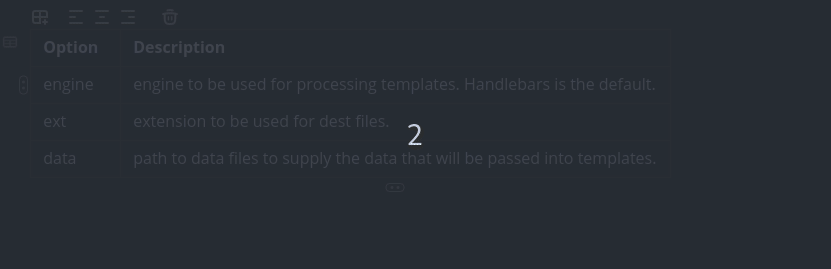 Option Description
engine engine to be used for processing templates. Handlebars is the default.
ext extension to be used for dest files.
2
data path to data files to supply the data that will be passed into templates.